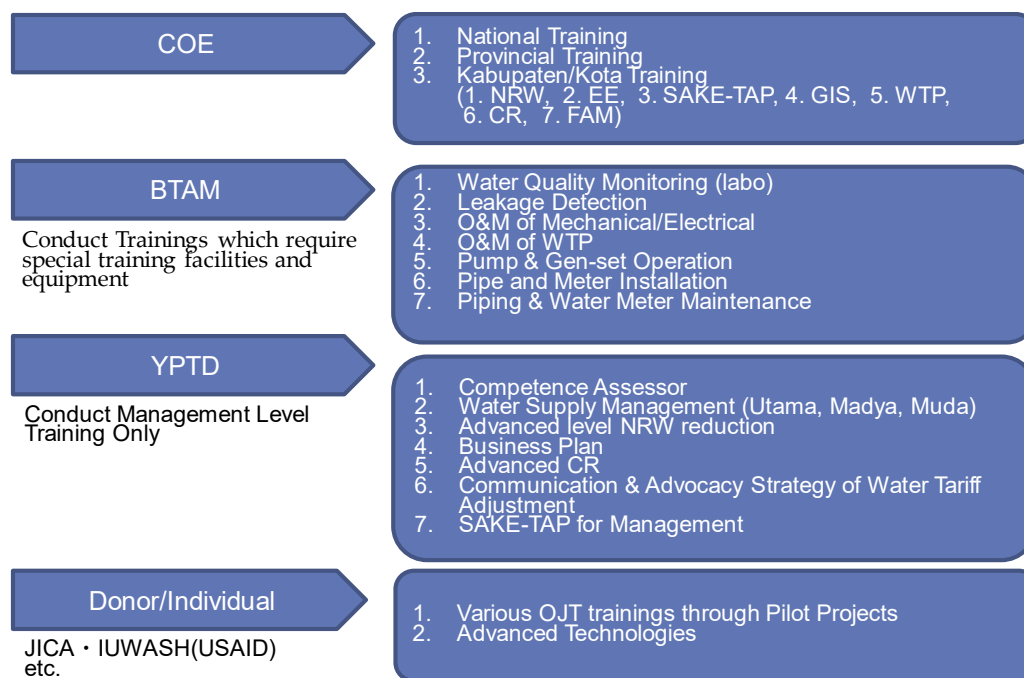 COE
1. National Training
2. Provincial Training
3. Kabupaten/Kota Training
(1. NRW, 2. EE, 3. SAKE-TAP, 4. GIS, 5. WTP,
6. CR, 7. FAM)
BTAM
Conduct Trainings which require
special training facilities and
equipment
1. Water Quality Monitoring (labo)
2. Leakage Detection
3. O&M of Mechanical/Electrical
4. O&M of WTP
5. Pump & Gen-set Operation
6. Pipe and Meter Installation
7. Piping & Water Meter Maintenance
YPTD
Conduct Management Level
Training Only
1. Competence Assessor
2. Water Supply Management (Utama, Madya, Muda)
3. Advanced level NRW reduction
4. Business Plan
5. Advanced CR
6. Communication & Advocacy Strategy of Water Tariff
Adjustment
7. SAKE-TAP for Management
Donor/Individual
JICA・IUWASH(USAID)
etc.
1. Various OJT trainings through Pilot Projects
2. Advanced Technologies